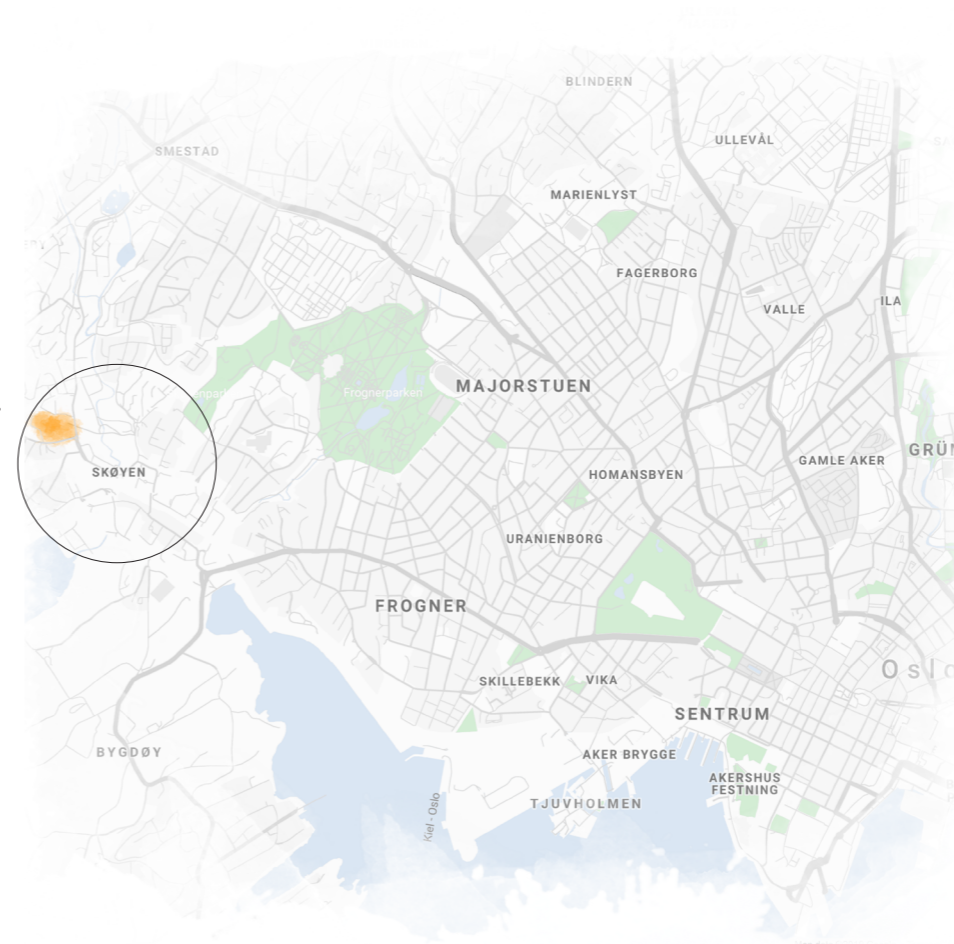 BLINDERN
ULLEVÅL
SMESTAD
MARIENLYST
FAGERBORG
ILA
VALLE
MAJORSTUEN
Frognerparken
GAMLE AKER
SKØYEN
HOMANSBYEN
URANIENBORG
FROGNER
SKILLEBEKK
VIKA
SENTRUM
BYGDØY
AKER BRYGGE
AKERSHUS
FESTNING
TJUVHOLMEN
Kiel - Oslo